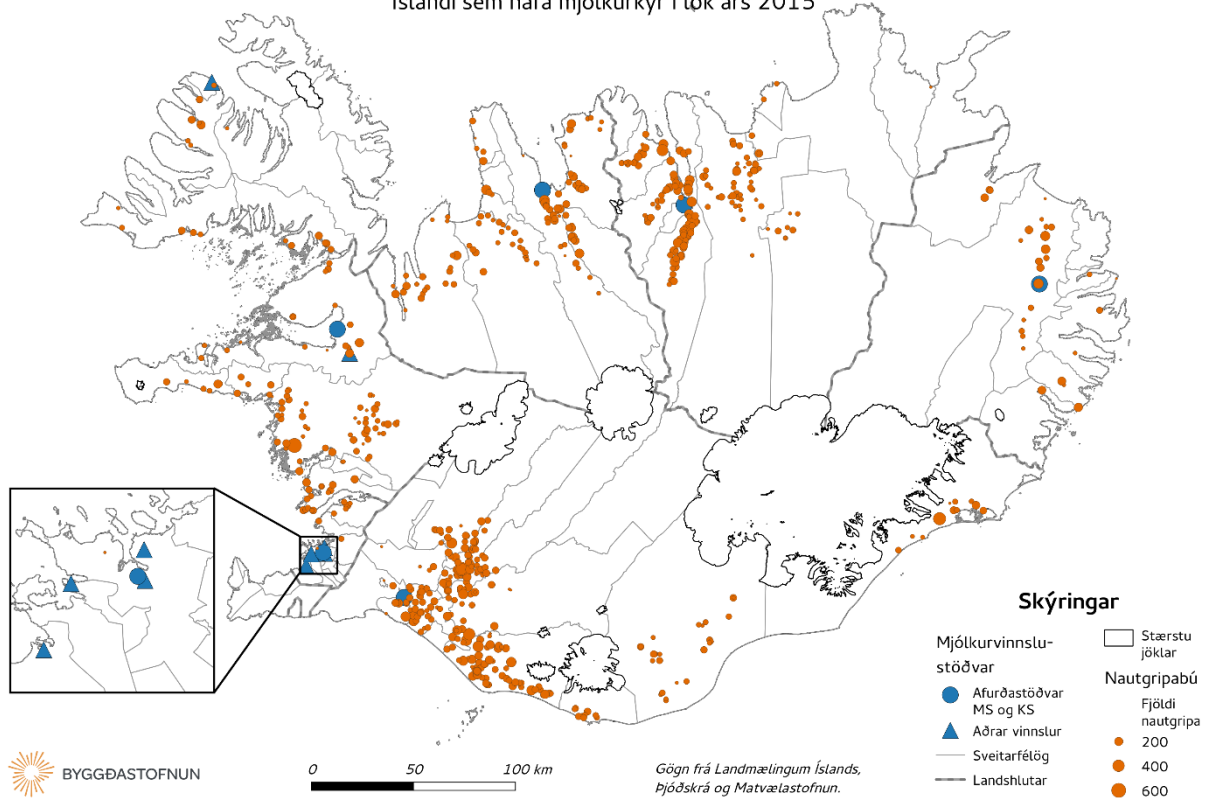 Íslandi sem hafa mjólkurkýr í lok árs 2015
Skýringar
Mjólkurvinnslu-
stöðvar
Afurðastöðvar
MS og KS
Aðrar vinnslur
Sveitarfélög
Landshlutar
Stærstu
jöklar
Nautgripabú
Fjöldi
nautgripa
200
400
600
BYGGÐASTOFNUN
0 50 100 km
Gögn frá Landmælingum Íslands,
Þjóðskrá og Matvælastofnun.